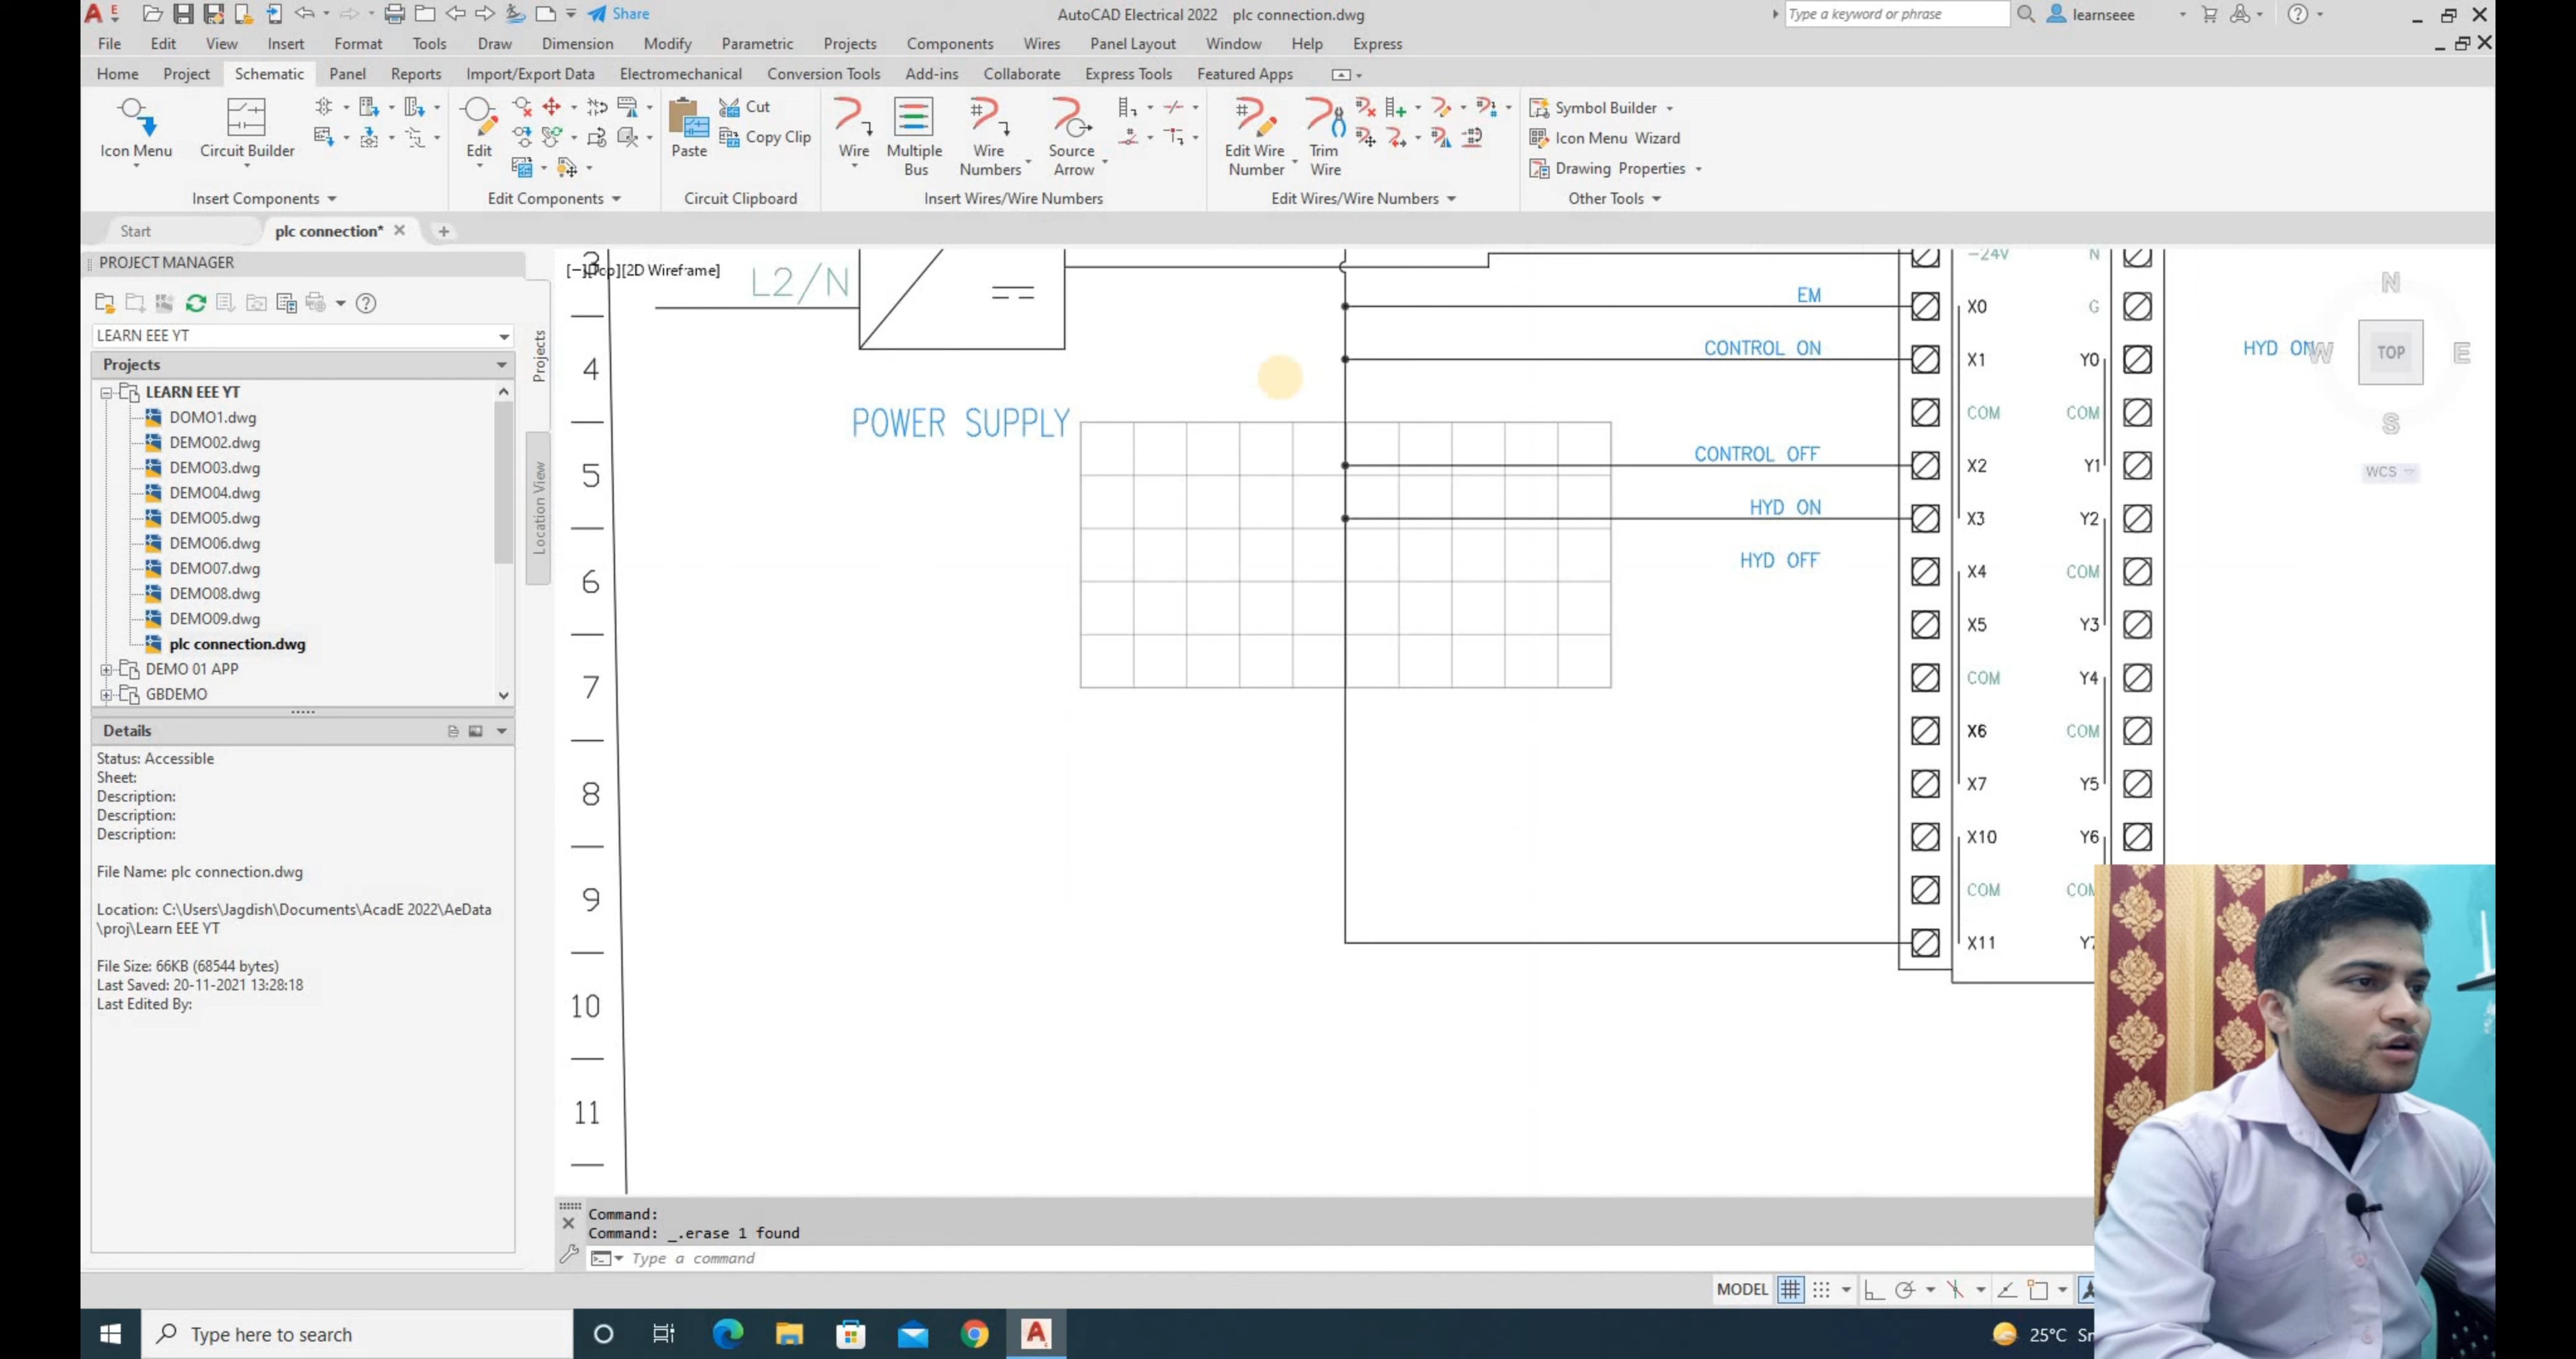 A E Share AutoCAD Electrical 2022 plc connection.dwg Type a keyword or phrase learnseee
File Edit View Insert Format Tools Draw Dimension Modify Parametric Projects Components Wires Panel Layout Window Help Express
Home Project Schematic Panel Reports Import/Export Data Electromechanical Conversion Tools Add-ins Collaborate Express Tools Featured Apps
Icon Menu
Circuit Builder
Edit
Paste
Cut
Copy Clip
Wire
Multiple
Bus
Wire
Numbers
Source
Arrow
Edit Wire
Number
Trim
Wire
Symbol Builder
Icon Menu Wizard
Drawing Properties
Insert Components Edit Components Circuit Clipboard Insert Wires/Wire Numbers Edit Wires/Wire Numbers Other Tools
Start plc connection* +
PROJECT MANAGER
LEARN EEE YT
Projects
LEARN EEE YT
DOMO1.dwg
DEMO02.dwg
DEMO03.dwg
DEMO04.dwg
DEMO05.dwg
DEMO06.dwg
DEMO07.dwg
DEMO08.dwg
DEMO09.dwg
plc connection.dwg
DEMO 01 APP
GBDEMO
Projects
Location View
Details
Status: Accessible
Sheet:
Description:
Description:
Description:
File Name: plc connection.dwg
Location: C:\Users\Jagdish\Documents\AcadE 2022\AeData
\proj\Learn EEE YT
File Size: 66KB (68544 bytes)
Last Saved: 20-11-2021 13:28:18
Last Edited By:
[−][Top][2D Wireframe]
3
4
5
6
7
8
9
10
11
L2/N
POWER SUPPLY
EM
CONTROL ON
CONTROL OFF
HYD ON
HYD OFF
-24V N
X0 G
X1 Y0
COM COM
X2 Y1
X3 Y2
X4 COM
X5 Y3
COM Y4
X6 COM
X7 Y5
X10 Y6
COM
X11
HYD ON
N
W TOP E
S
WCS
Command:
Command: _.erase 1 found
Type a command
MODEL
Type here to search
25°C